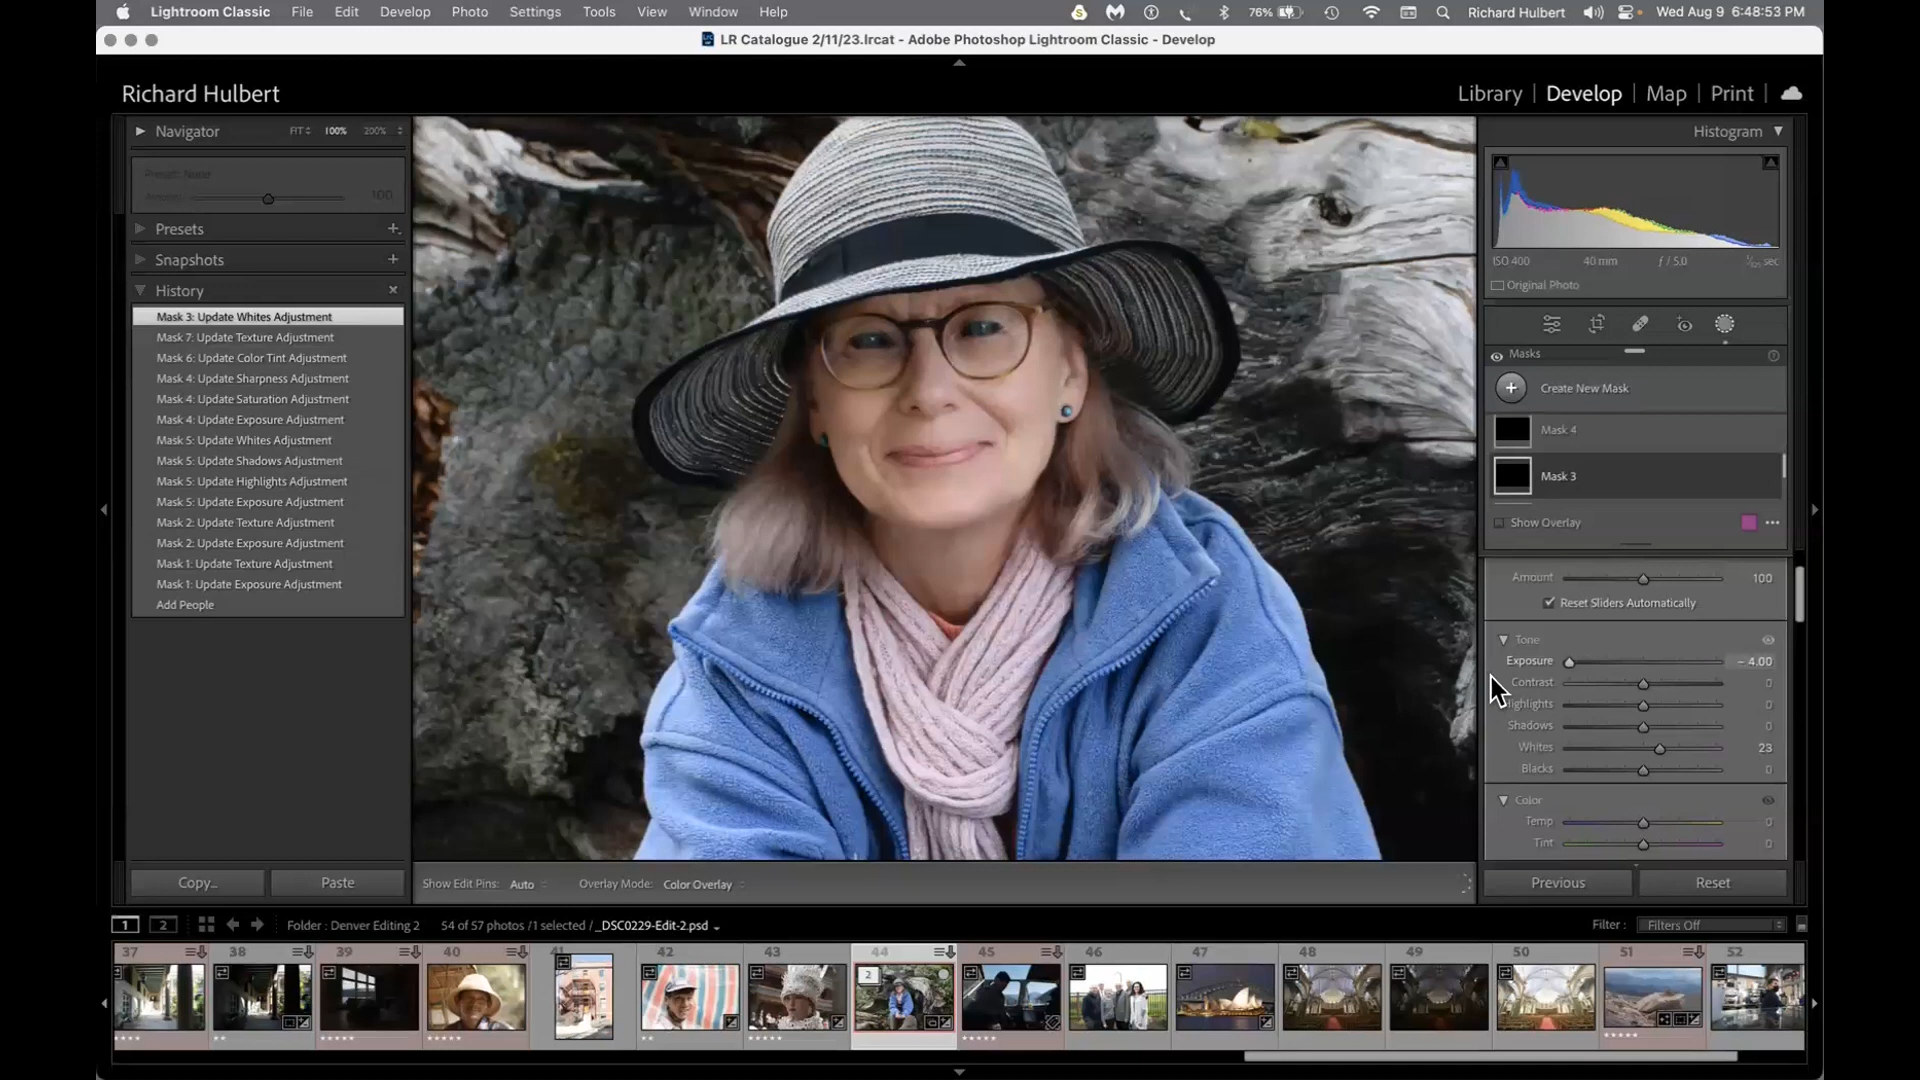 Lightroom Classic File Edit Develop Photo Settings Tools View Window Help 76% Richard Hulbert Wed Aug 9 6:48:53 PM
LR Catalogue 2/11/23.lrcat - Adobe Photoshop Lightroom Classic - Develop
Richard Hulbert
Library | Develop | Map | Print |
Navigator FIT 100% 200%
Preset: None
100
Presets
Snapshots
History
Mask 3: Update Whites Adjustment
Mask 7: Update Texture Adjustment
Mask 6: Update Color Tint Adjustment
Mask 4: Update Sharpness Adjustment
Mask 4: Update Saturation Adjustment
Mask 4: Update Exposure Adjustment
Mask 5: Update Whites Adjustment
Mask 5: Update Shadows Adjustment
Mask 5: Update Highlights Adjustment
Mask 5: Update Exposure Adjustment
Mask 2: Update Texture Adjustment
Mask 2: Update Exposure Adjustment
Mask 1: Update Texture Adjustment
Mask 1: Update Exposure Adjustment
Add People
Copy... Paste
Histogram
ISO 400 40 mm ƒ / 5.0 sec
Original Photo
Masks
Create New Mask
Mask 4
Mask 3
Show Overlay
Amount 100
Reset Sliders Automatically
Tone
Exposure – 4.00
Contrast 0
ighlights 0
Shadows 0
Whites 23
Blacks 0
Color
Temp 0
Tint 0
Previous Reset
Show Edit Pins: Auto Overlay Mode: Color Overlay
1 2 Folder : Denver Editing 2 54 of 57 photos /1 selected / _DSC0229-Edit-2.psd Filter : Filters Off
37 38 39 40 41 42 43 44 45 46 47 48 49 50 51 52
2